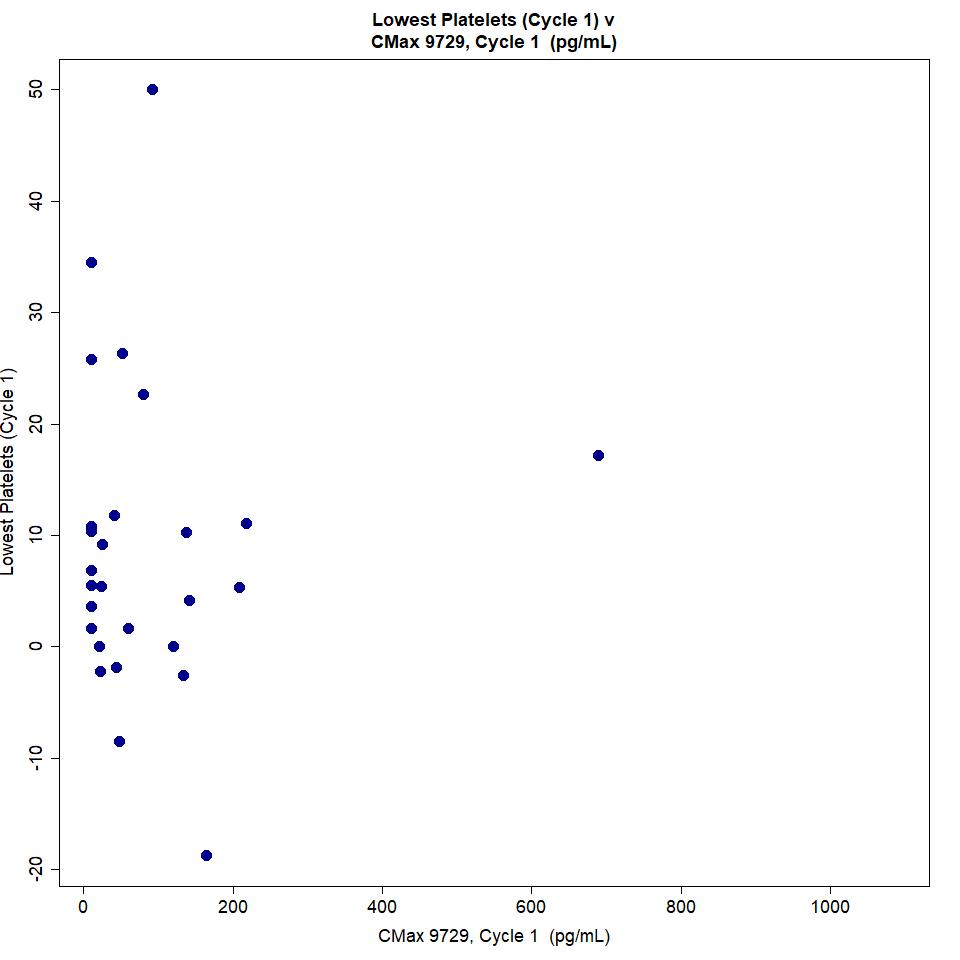 Lowest Platelets (Cycle 1) v
CMax 9729, Cycle 1  (pg/mL)
50
40
30
20
10
0
-10
-20
Lowest Platelets (Cycle 1)
0 200 400 600 800 1000
CMax 9729, Cycle 1  (pg/mL)